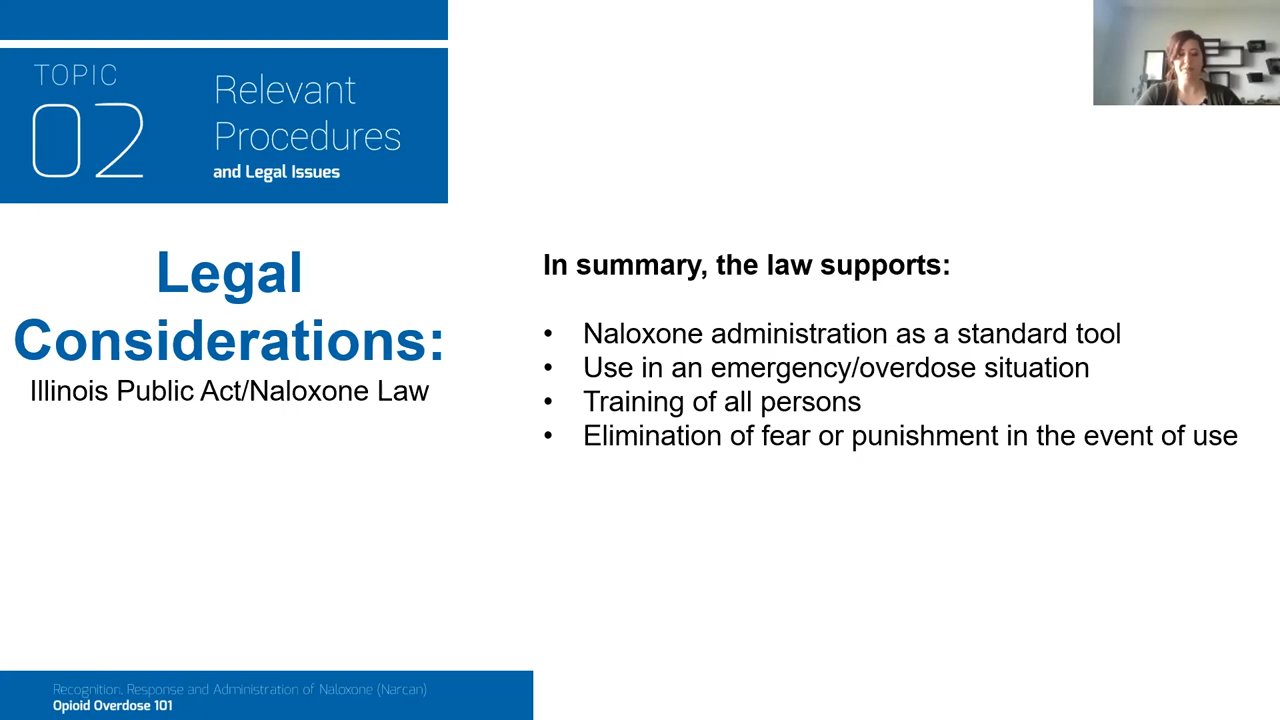 TOPIC
02
Relevant
Procedures
and Legal Issues
Legal
Considerations:
Illinois Public Act/Naloxone Law
In summary, the law supports:
• Naloxone administration as a standard tool
• Use in an emergency/overdose situation
• Training of all persons
• Elimination of fear or punishment in the event of use
Recognition, Response and Administration of Naloxone (Narcan)
Opioid Overdose 101